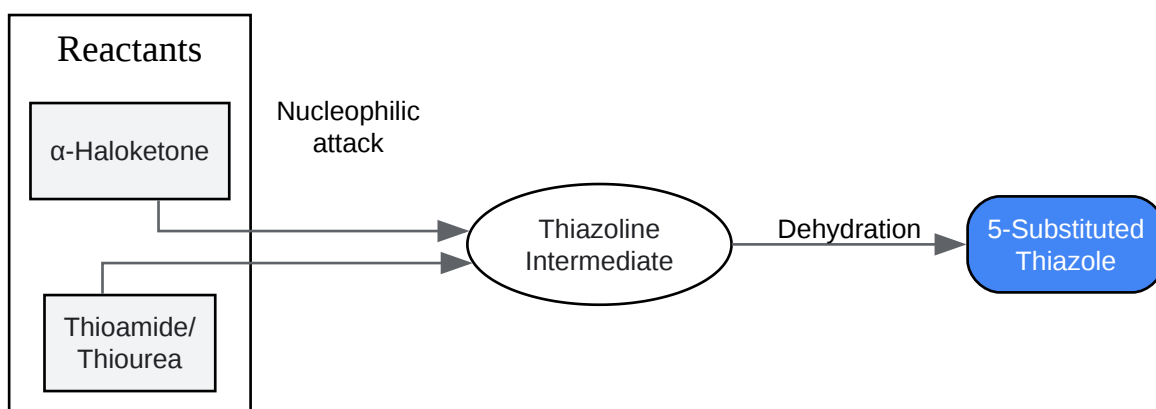 Reactants
α-Haloketone
Nucleophilic
attack
Thiazoline
Intermediate
Dehydration
5-Substituted
Thiazole
Thioamide/
Thiourea